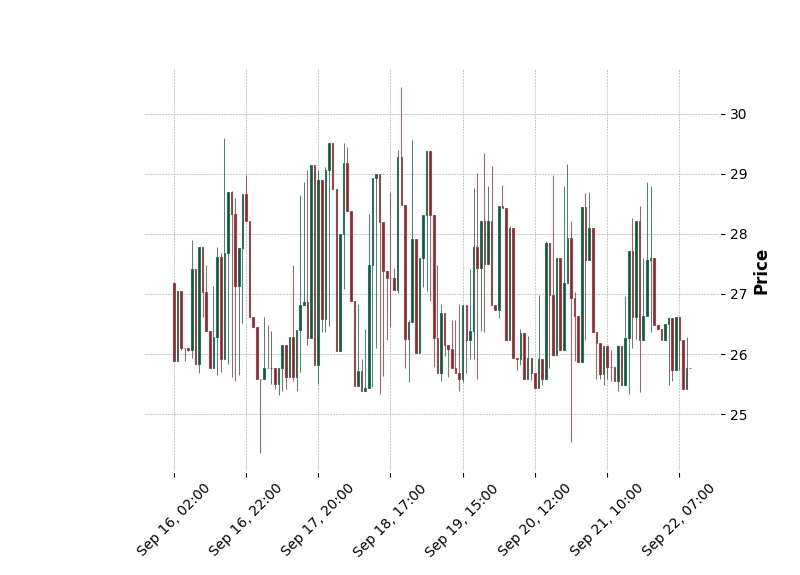 30
29
28
27
26
25
Price
Sep 16, 02:00
Sep 16, 22:00
Sep 17, 20:00
Sep 18, 17:00
Sep 19, 15:00
Sep 20, 12:00
Sep 21, 10:00
Sep 22, 07:00